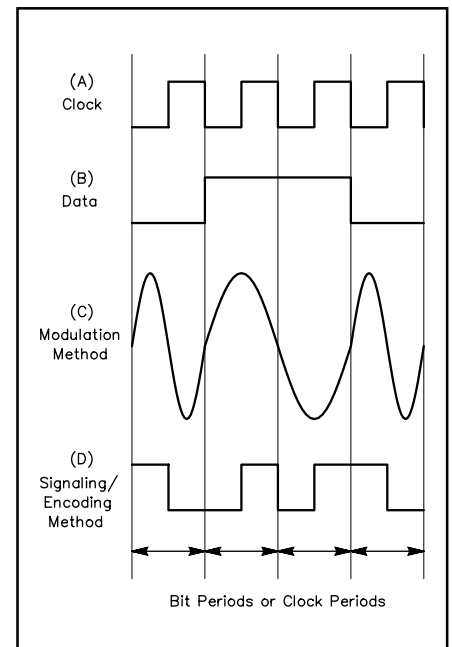 (A)
Clock
(B)
Data
(C)
Modulation
Method
(D)
Signaling/
Encoding
Method
Bit Periods or Clock Periods